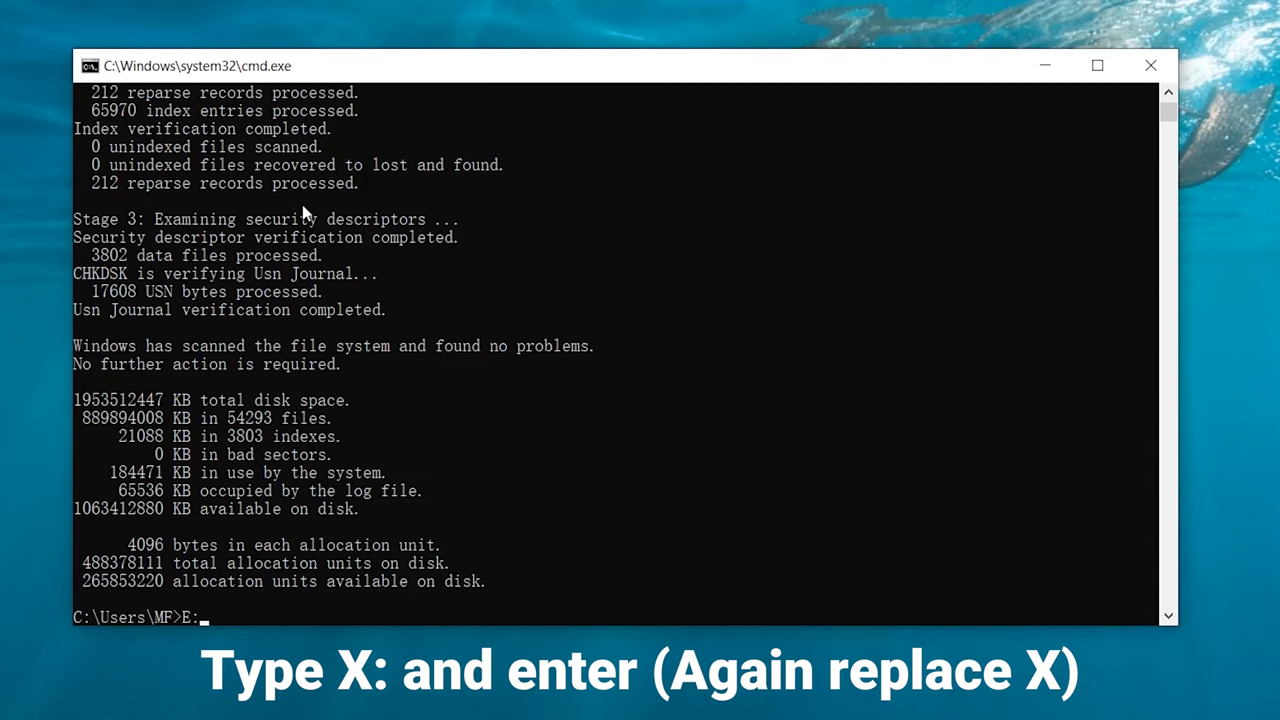 C:\Windows\system32\cmd.exe
212 reparse records processed.
65970 index entries processed.
Index verification completed.
0 unindexed files scanned.
0 unindexed files recovered to lost and found.
212 reparse records processed.
Stage 3: Examining security descriptors ...
Security descriptor verification completed.
3802 data files processed.
CHKDSK is verifying Usn Journal...
17608 USN bytes processed.
Usn Journal verification completed.
Windows has scanned the file system and found no problems.
No further action is required.
1953512447 KB total disk space.
889894008 KB in 54293 files.
21088 KB in 3803 indexes.
0 KB in bad sectors.
184471 KB in use by the system.
65536 KB occupied by the log file.
1063412880 KB available on disk.
4096 bytes in each allocation unit.
488378111 total allocation units on disk.
265853220 allocation units available on disk.
C:\Users\MF>E:_
Type X: and enter (Again replace X)